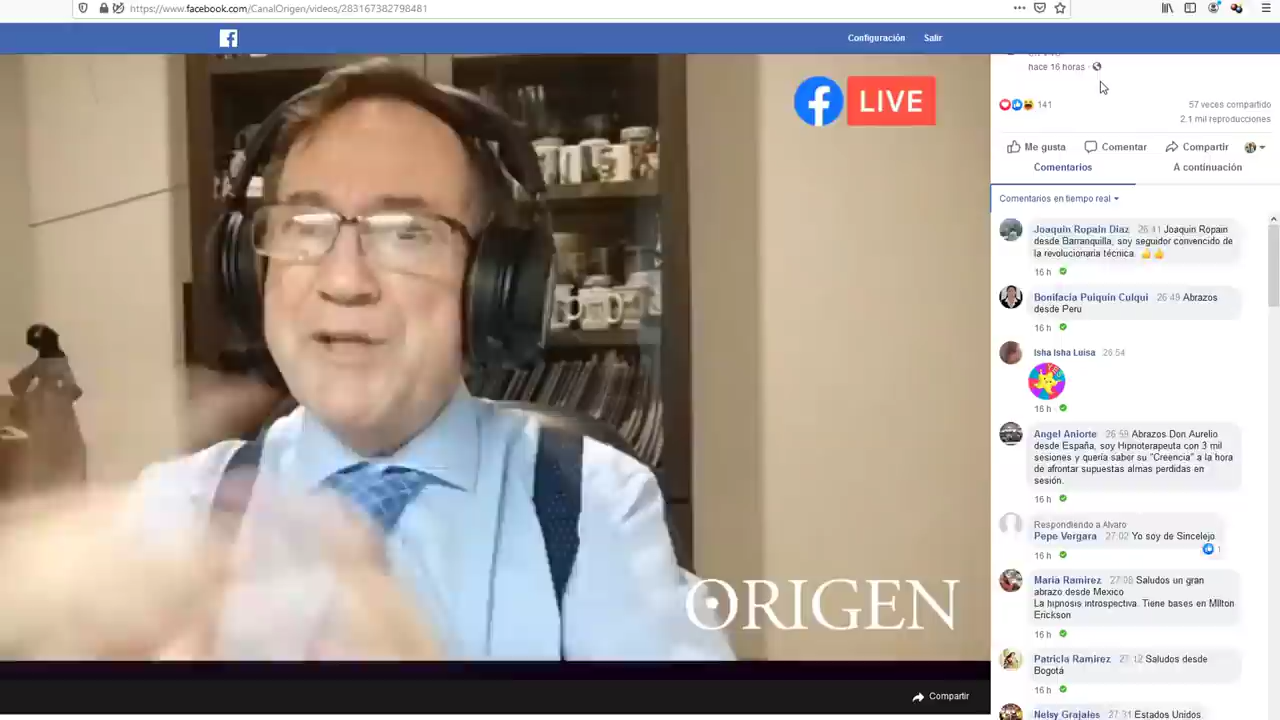 https://www.facebook.com/CanalOrigen/videos/283167382798481
Configuración
Salir
LIVE
ORIGEN
Compartir
hace 16 horas
141
57 veces compartido
2.1 mil reproducciones
Me gusta
Comentar
Compartir
Comentarios
A continuación
Comentarios en tiempo real
Joaquin Ropain Diaz 26:41 Joaquin Ropain
desde Barranquilla, soy seguidor convencido de
la revolucionaria técnica.
16 h
Bonifacia Puiquín Culqui 26:49 Abrazos
desde Peru
16 h
Isha Isha Luisa 26:54
YES
16 h
Angel Aniorte 26:59 Abrazos Don Aurelio
desde España, soy Hipnoterapeuta con 3 mil
sesiones y quería saber su "Creencia" a la hora
de afrontar supuestas almas perdidas en
sesión.
16 h
Respondiendo a Alvaro
Pepe Vergara 27:02 Yo soy de Sincelejo
1
16 h
Maria Ramirez 27:08 Saludos un gran
abrazo desde Mexico
La hipnosis introspectiva. Tiene bases en Milton
Erickson
16 h
Patricia Ramirez 27:12 Saludos desde
Bogotá
16 h
Nelsy Grajales 27:31 Estados Unidos